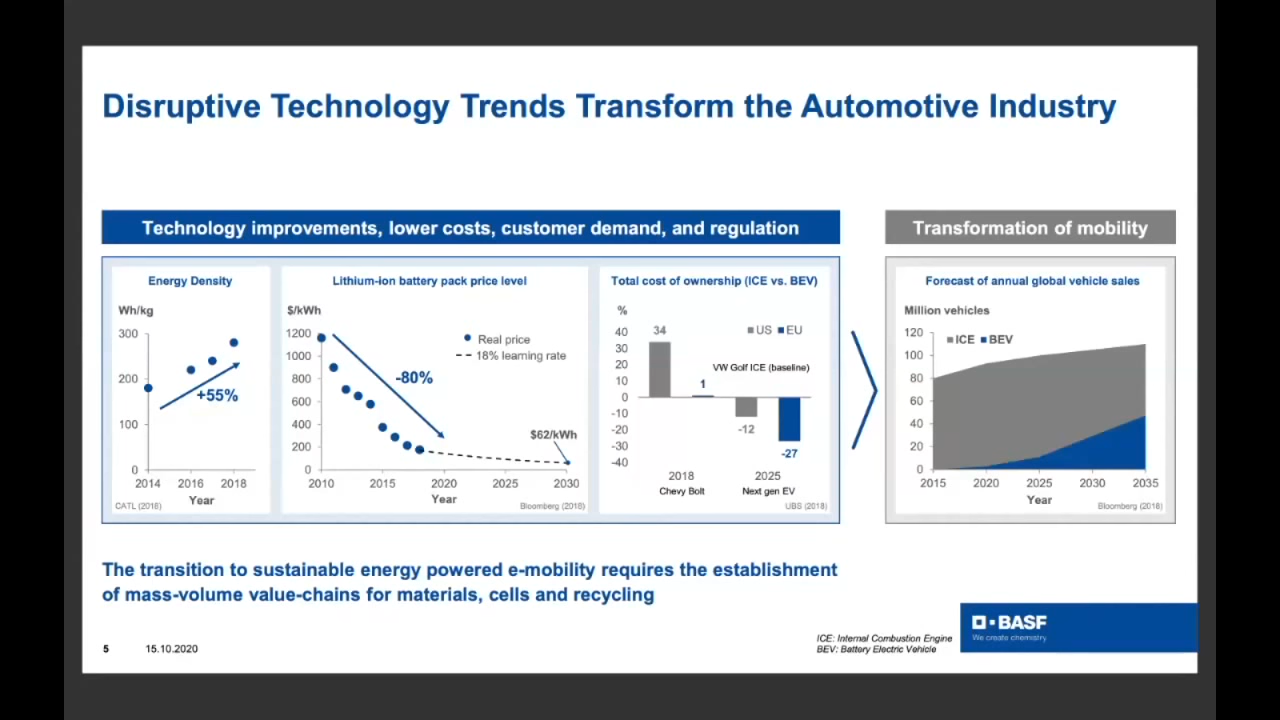 Disruptive Technology Trends Transform the Automotive Industry
Technology improvements, lower costs, customer demand, and regulation
Energy Density
Wh/kg
300
200
100
0
2014 2016 2018
Year
+55%
CATL (2018)
Lithium-ion battery pack price level
$/kWh
1200
1000
800
600
400
200
0
2010 2015 2020 2025 2030
Year
Real price
18% learning rate
-80%
$62/kWh
Bloomberg (2018)
Total cost of ownership (ICE vs. BEV)
%
40
30
20
10
0
-10
-20
-30
-40
34
US EU
VW Golf ICE (baseline)
1
-12
-27
2018 2025
Chevy Bolt Next gen EV
UBS (2018)
Transformation of mobility
Forecast of annual global vehicle sales
Million vehicles
120
100
80
60
40
20
0
ICE BEV
2015 2020 2025 2030 2035
Year
Bloomberg (2018)
The transition to sustainable energy powered e-mobility requires the establishment
of mass-volume value-chains for materials, cells and recycling
5 15.10.2020
ICE: Internal Combustion Engine
BEV: Battery Electric Vehicle
BASF
We create chemistry